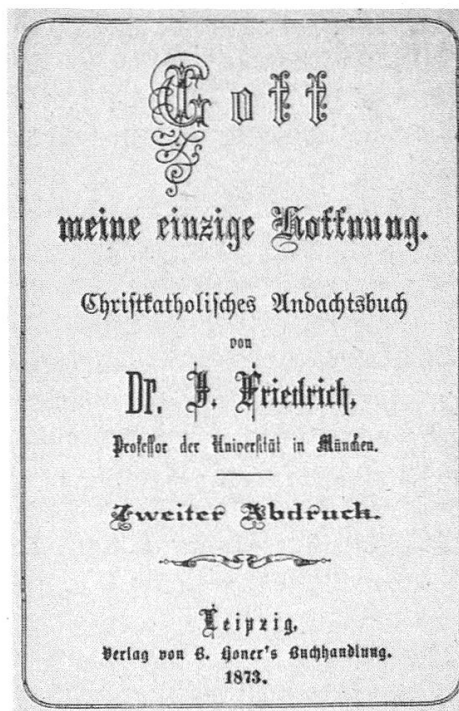 Gott
meine einzige Hoffnung.
Christkatholisches Andachtsbuch
von
Dr. J. Friedrich,
Professor der Universität in München.
Zweiter Abdruck.
Leipzig,
Verlag von B. Honer's Buchhandlung.
1873.